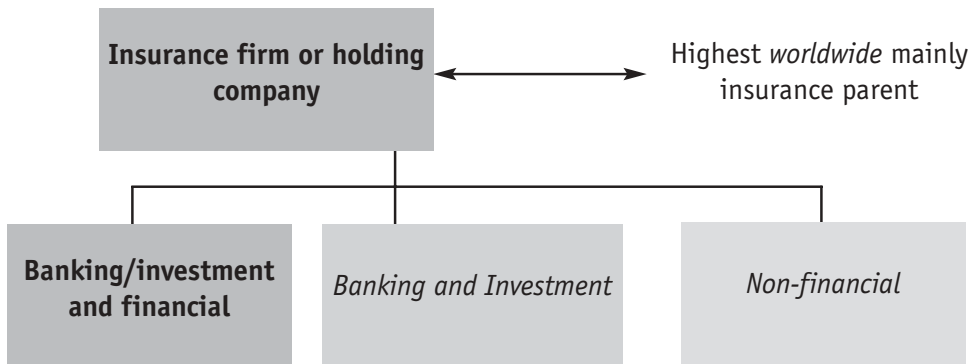 Insurance firm or holding
company
Highest worldwide mainly
insurance parent
Banking/investment
and financial
Banking and Investment
Non-financial